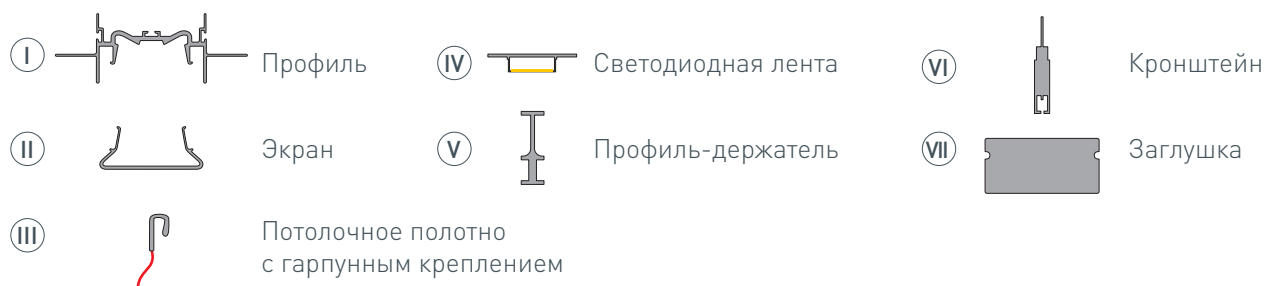 I Профиль
II Экран
III Потолочное полотно
с гарпунным креплением
IV Светодиодная лента
V Профиль-держатель
VI Кронштейн
VII Заглушка